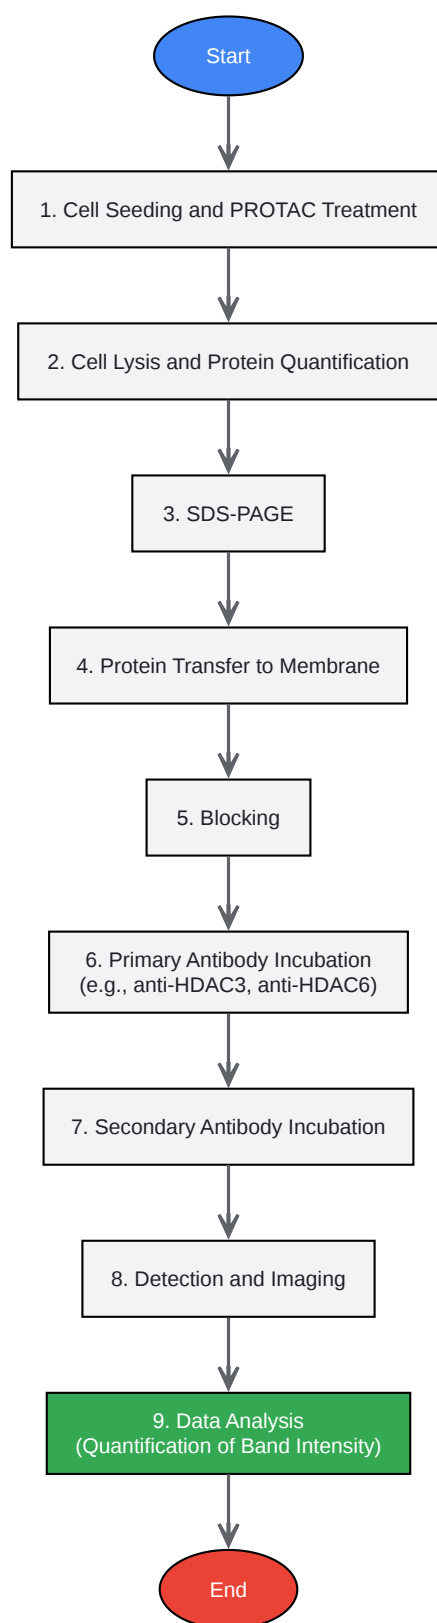 Start
1. Cell Seeding and PROTAC Treatment
2. Cell Lysis and Protein Quantification
3. SDS-PAGE
4. Protein Transfer to Membrane
5. Blocking
6. Primary Antibody Incubation
(e.g., anti-HDAC3, anti-HDAC6)
7. Secondary Antibody Incubation
8. Detection and Imaging
9. Data Analysis
(Quantification of Band Intensity)
End